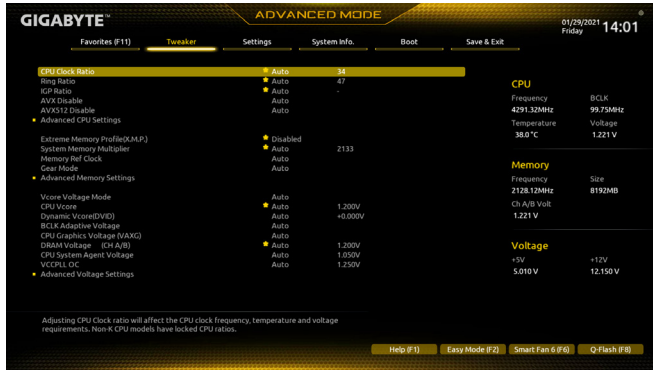 GIGABYTE™
ADVANCED MODE
01/29/2021 Friday 14:01
Favorites (F11) Tweaker Settings System Info. Boot Save & Exit
CPU Clock Ratio Auto 34
Ring Ratio Auto 47
IGP Ratio Auto -
AVX Disable Auto
AVX512 Disable Auto
Advanced CPU Settings
Extreme Memory Profile(X.M.P.) Disabled
System Memory Multiplier Auto 2133
Memory Ref Clock Auto
Gear Mode Auto
Advanced Memory Settings
Vcore Voltage Mode Auto
CPU Vcore Auto 1.200V
Dynamic Vcore(DVID) Auto +0.000V
BCLK Adaptive Voltage Auto
CPU Graphics Voltage (VAXG) Auto
DRAM Voltage (CH A/B) Auto 1.200V
CPU System Agent Voltage Auto 1.050V
VCCPLL OC Auto 1.250V
Advanced Voltage Settings
CPU
Frequency BCLK
4291.32MHz 99.75MHz
Temperature Voltage
38.0 °C 1.221 V
Memory
Frequency Size
2128.12MHz 8192MB
Ch A/B Volt
1.221 V
Voltage
+5V +12V
5.010 V 12.150 V
Adjusting CPU Clock ratio will affect the CPU clock frequency, temperature and voltage
requirements. Non-K CPU models have locked CPU ratios.
Help (F1) Easy Mode (F2) Smart Fan 6 (F6) Q-Flash (F8)